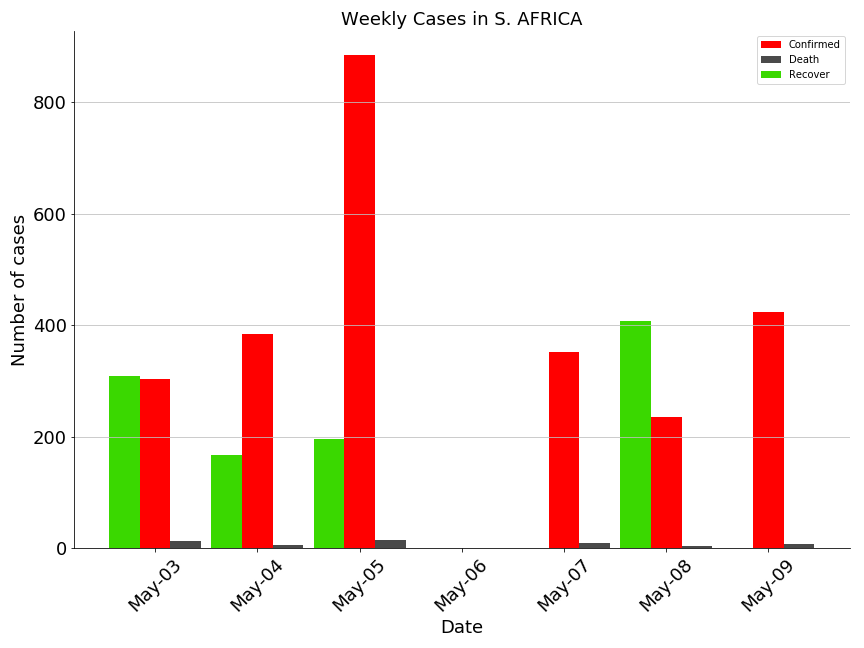 Weekly Cases in S. AFRICA
Confirmed
Death
Recover
Number of cases
800
600
400
200
0
May-03
May-04
May-05
May-06
May-07
May-08
May-09
Date